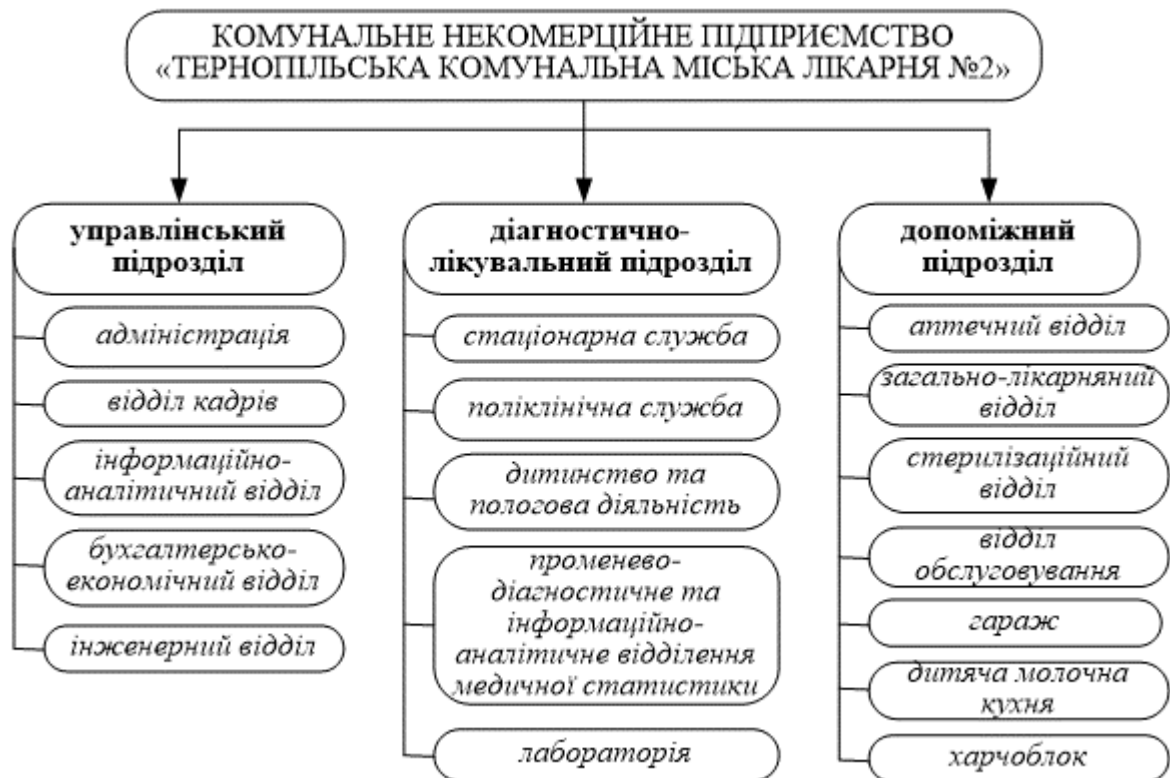 КОМУНАЛЬНЕ НЕКОМЕРЦІЙНЕ ПІДПРИЄМСТВО
«ТЕРНОПІЛЬСЬКА КОМУНАЛЬНА МІСЬКА ЛІКАРНЯ №2»
управлінський
підрозділ
адміністрація
відділ кадрів
інформаційно-
аналітичний відділ
бухгалтерсько-
економічний відділ
інженерний відділ
діагностично-
лікувальний підрозділ
стаціонарна служба
поліклінічна служба
дитинство та
пологова діяльність
променево-
діагностичне та
інформаційно-
аналітичне відділення
медичної статистики
лабораторія
допоміжний
підрозділ
аптечний відділ
загально-лікарняний
відділ
стерилізаційний
відділ
відділ
обслуговування
гараж
дитяча молочна
кухня
харчоблок